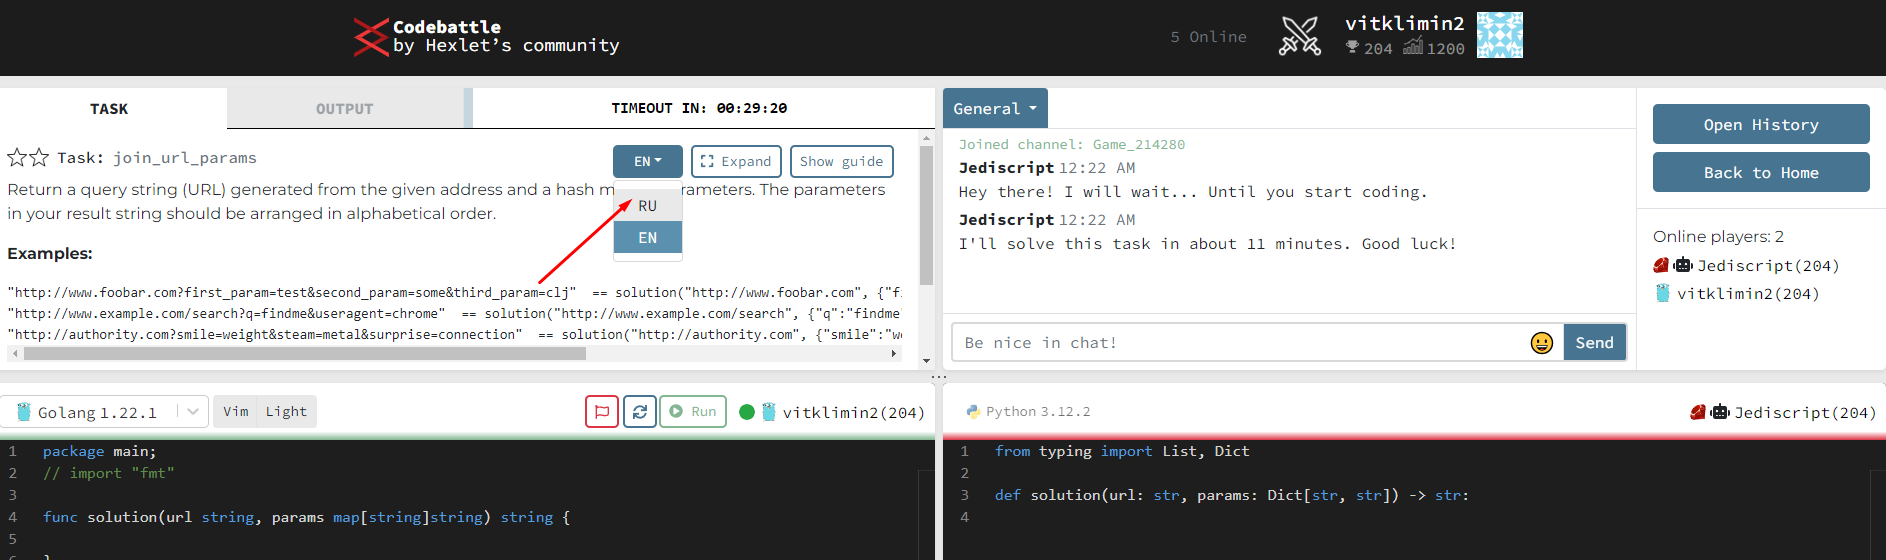 Codebattle
by Hexlet’s community
5 Online
vitklimin2
204 1200
TASK
OUTPUT
TIMEOUT IN: 00:29:20
Task: join_url_params
EN
Expand
Show guide
RU
EN
Return a query string (URL) generated from the given address and a hash m rameters. The parameters
in your result string should be arranged in alphabetical order.
Examples:
"http://www.foobar.com?first_param=test&second_param=some&third_param=clj" == solution("http://www.foobar.com", {"fi
"http://www.example.com/search?q=findme&useragent=chrome" == solution("http://www.example.com/search", {"q":"findme"
"http://authority.com?smile=weight&steam=metal&surprise=connection" == solution("http://authority.com", {"smile":"we
General
Joined channel: Game_214280
Jediscript 12:22 AM
Hey there! I will wait... Until you start coding.
Jediscript 12:22 AM
I'll solve this task in about 11 minutes. Good luck!
Be nice in chat!
Send
Open History
Back to Home
Online players: 2
Jediscript(204)
vitklimin2(204)
Golang 1.22.1
Vim Light
Run
vitklimin2(204)
1 package main;
2 // import "fmt"
3
4 func solution(url string, params map[string]string) string {
5
Python 3.12.2
Jediscript(204)
1 from typing import List, Dict
2
3 def solution(url: str, params: Dict[str, str]) -> str:
4